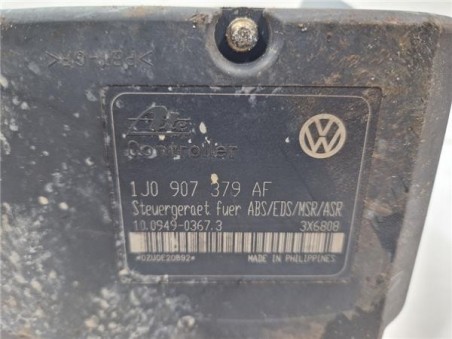 Ate
Controller
1J0 907 379 AF
Steuergeraet fuer ABS/EDS/MSR/ASR
10.0949-0367.3 3X6808
MADE IN PHILIPPINES